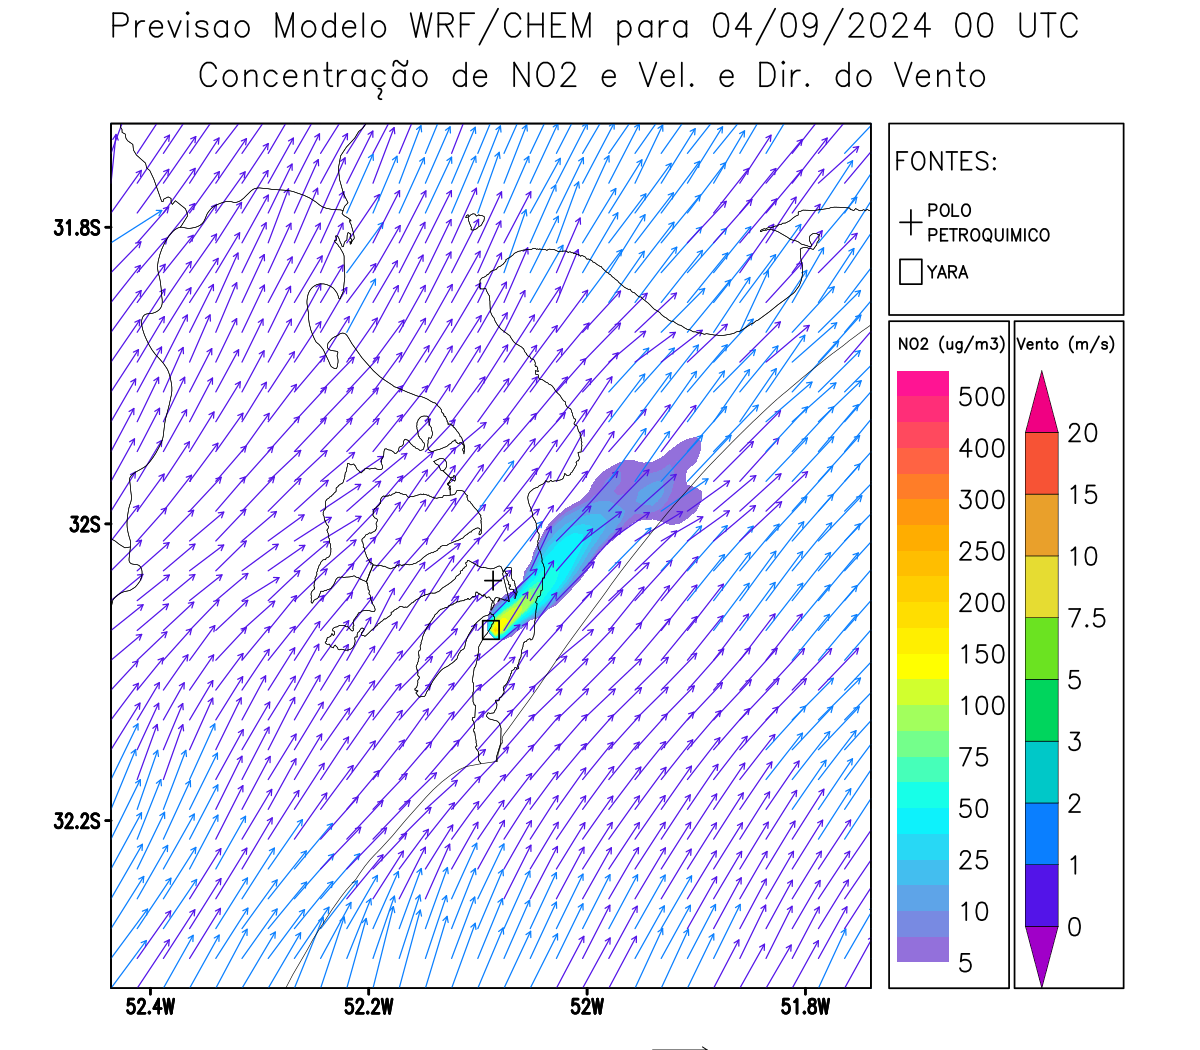 Previsao Modelo WRF/CHEM para 04/09/2024 00 UTC
Concentração de NO2 e Vel. e Dir. do Vento
FONTES:
POLO
PETROQUIMICO
YARA
31.8S
32S
32.2S
52.4W
52.2W
52W
51.8W
NO2 (ug/m3)
500
400
300
250
200
150
100
75
50
25
10
5
Vento (m/s)
20
15
10
7.5
5
3
2
1
0